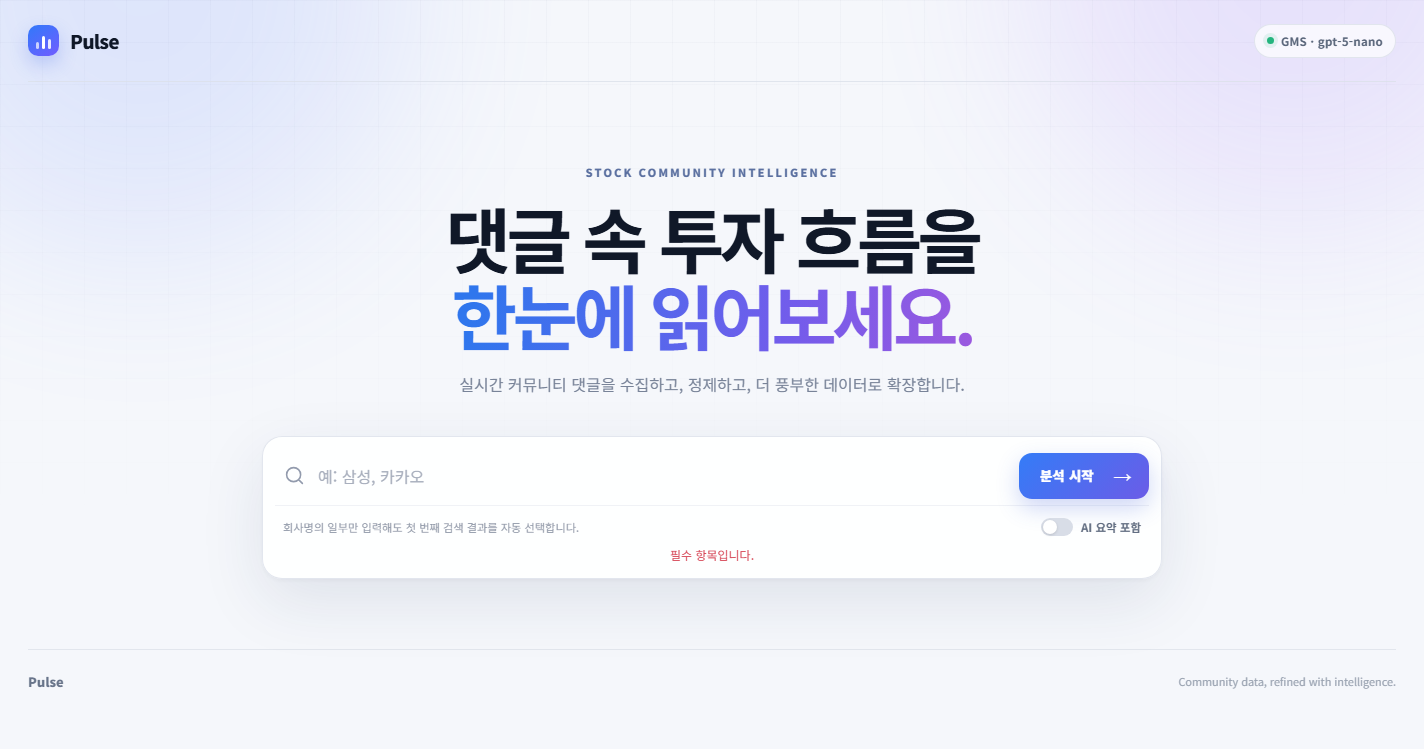 Pulse
GMS · gpt-5-nano
STOCK COMMUNITY INTELLIGENCE
댓글 속 투자 흐름을
한눈에 읽어보세요.
실시간 커뮤니티 댓글을 수집하고, 정제하고, 더 풍부한 데이터로 확장합니다.
예: 삼성, 카카오
분석 시작 →
회사명의 일부만 입력해도 첫 번째 검색 결과를 자동 선택합니다.
AI 요약 포함
필수 항목입니다.
Pulse
Community data, refined with intelligence.